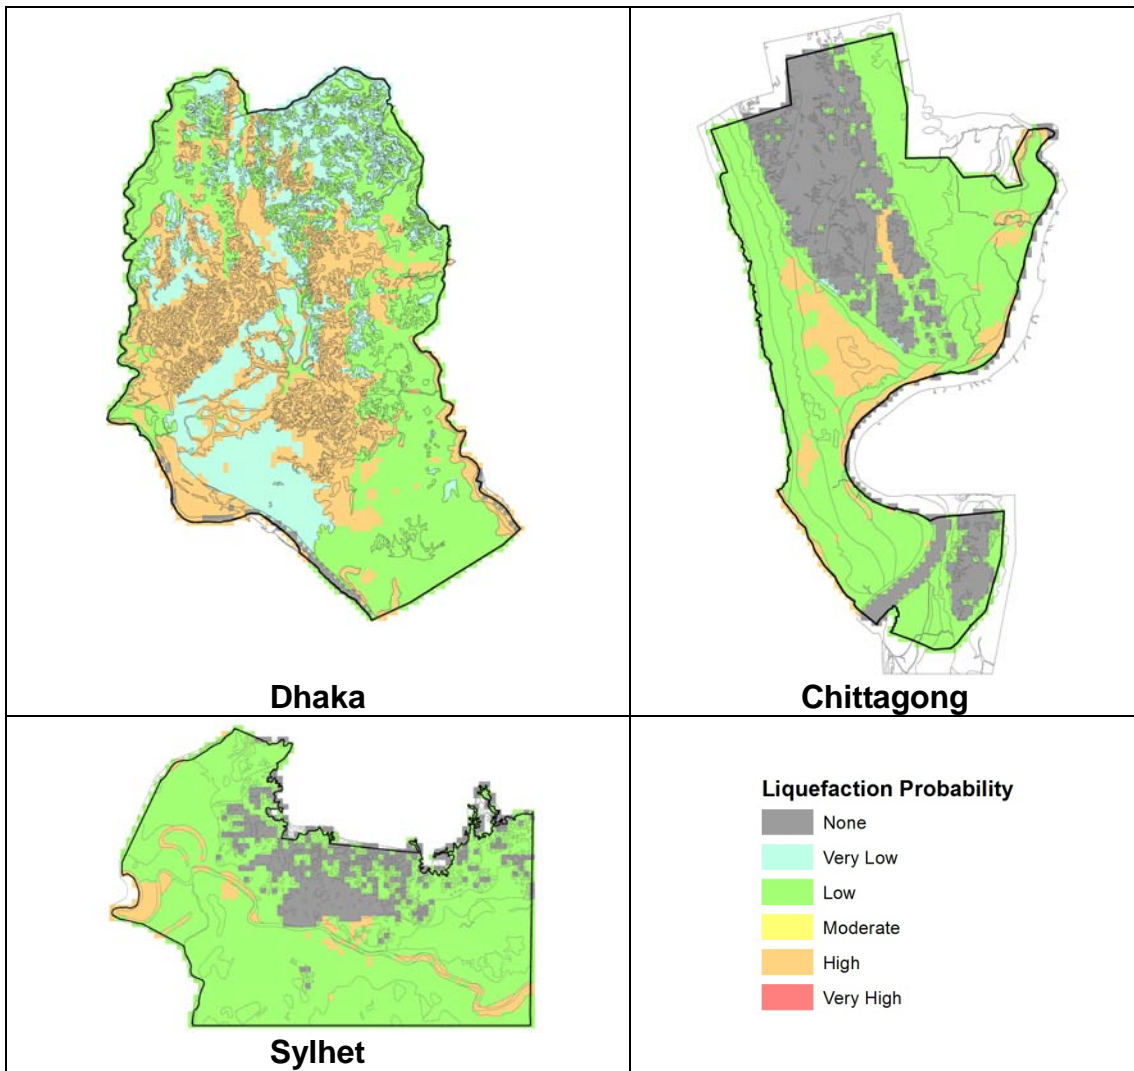 Dhaka
Chittagong
Sylhet
Liquefaction Probability
None
Very Low
Low
Moderate
High
Very High